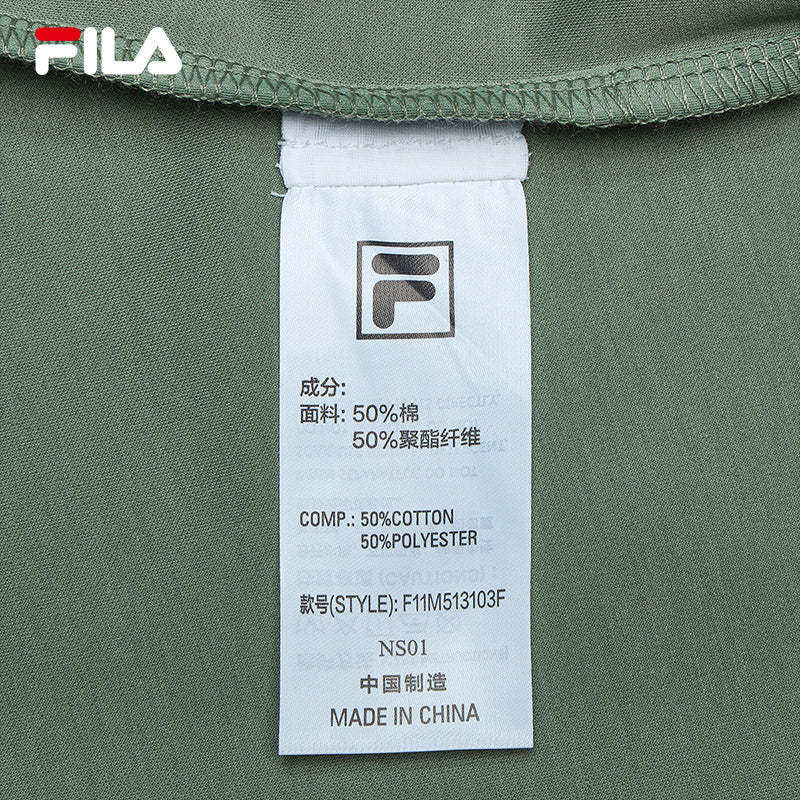 FILA
F
成分:
面料: 50%棉
50%聚酯纤维
COMP.: 50%COTTON
50%POLYESTER
款号(STYLE): F11M513103F
NS01
中国制造
MADE IN CHINA